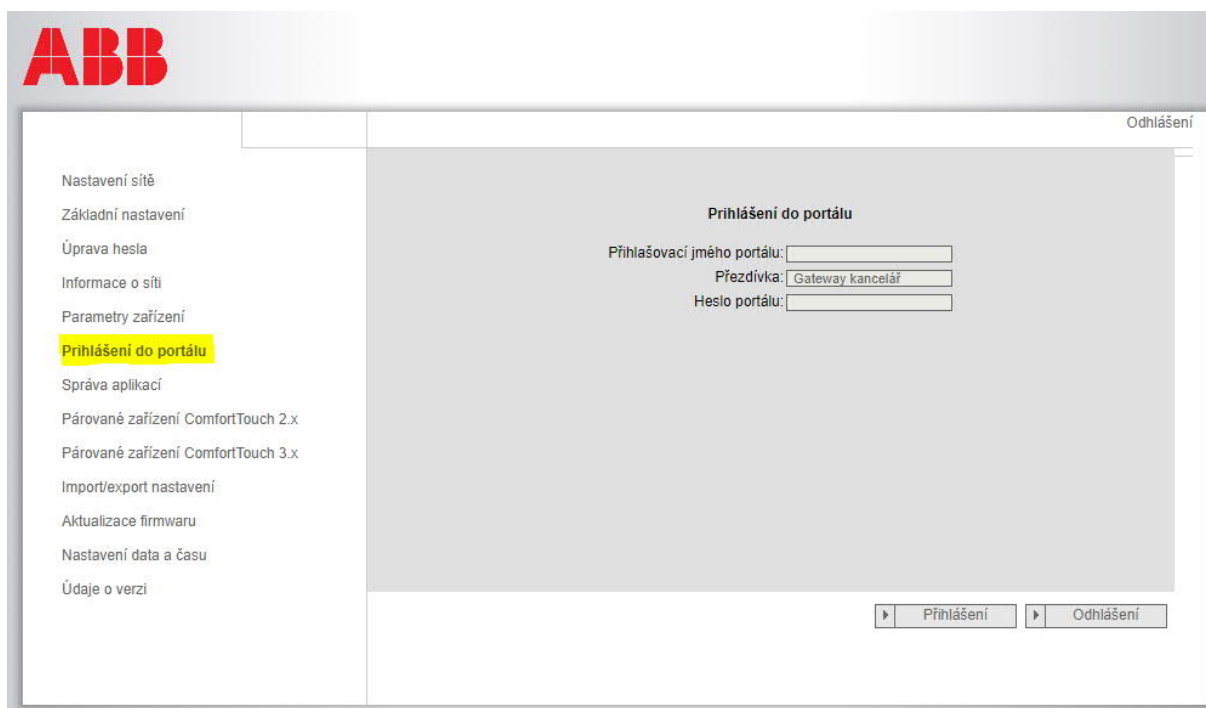 ABB
Odhlášení
Nastavení sítě
Základní nastavení
Úprava hesla
Informace o síti
Parametry zařízení
Prihlášení do portálu
Správa aplikací
Párované zařízení ComfortTouch 2.x
Párované zařízení ComfortTouch 3.x
Import/export nastavení
Aktualizace firmwaru
Nastavení data a času
Údaje o verzi
Prihlášení do portálu
Přihlašovací jmého portálu:
Přezdívka: Gateway kancelář
Heslo portálu:
Přihlášení
Odhlášení